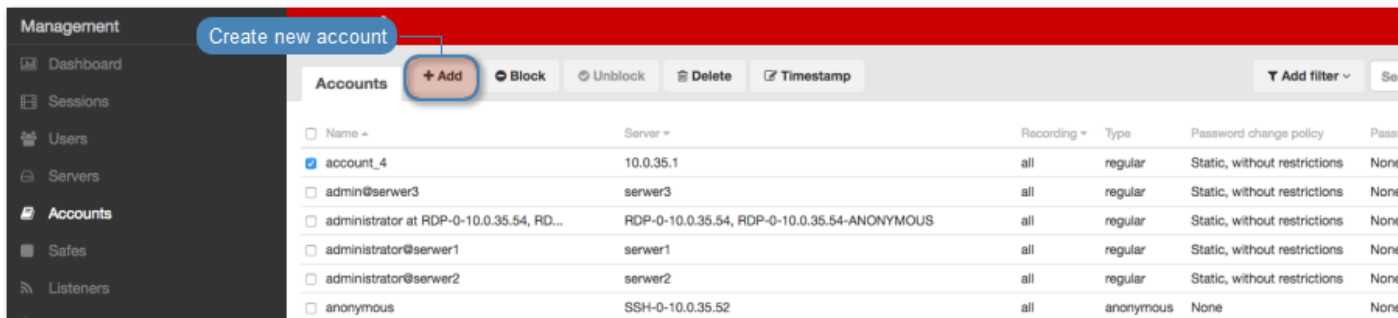 Management
Create new account
Dashboard
Sessions
Users
Servers
Accounts
Safes
Listeners
Accounts
+ Add
Block
Unblock
Delete
Timestamp
Add filter
Name Server Recording Type Password change policy
account_4 10.0.35.1 all regular Static, without restrictions None
admin@serwer3 serwer3 all regular Static, without restrictions None
administrator at RDP-0-10.0.35.54, RD... RDP-0-10.0.35.54, RDP-0-10.0.35.54-ANONYMOUS all regular Static, without restrictions None
administrator@serwer1 serwer1 all regular Static, without restrictions None
administrator@serwer2 serwer2 all regular Static, without restrictions None
anonymous SSH-0-10.0.35.52 all anonymous None None